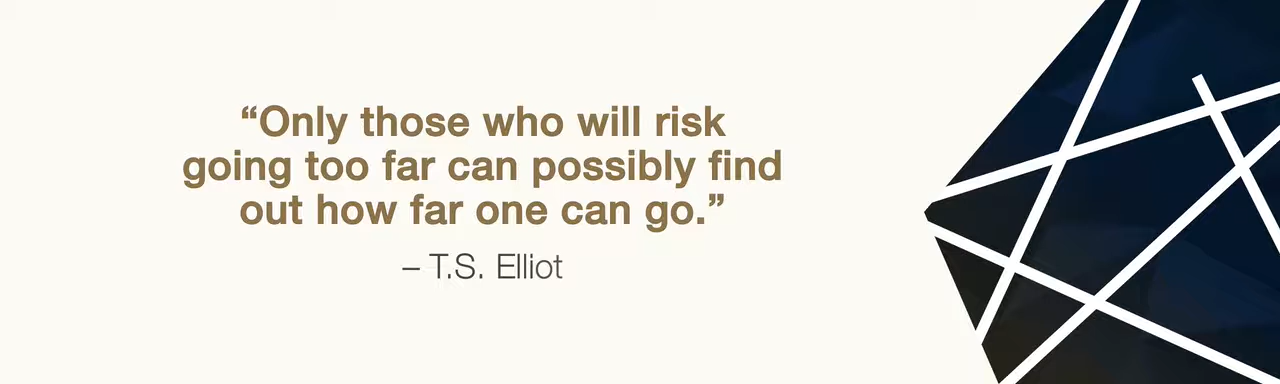 “Only those who will risk
going too far can possibly find
out how far one can go.”
– T.S. Elliot